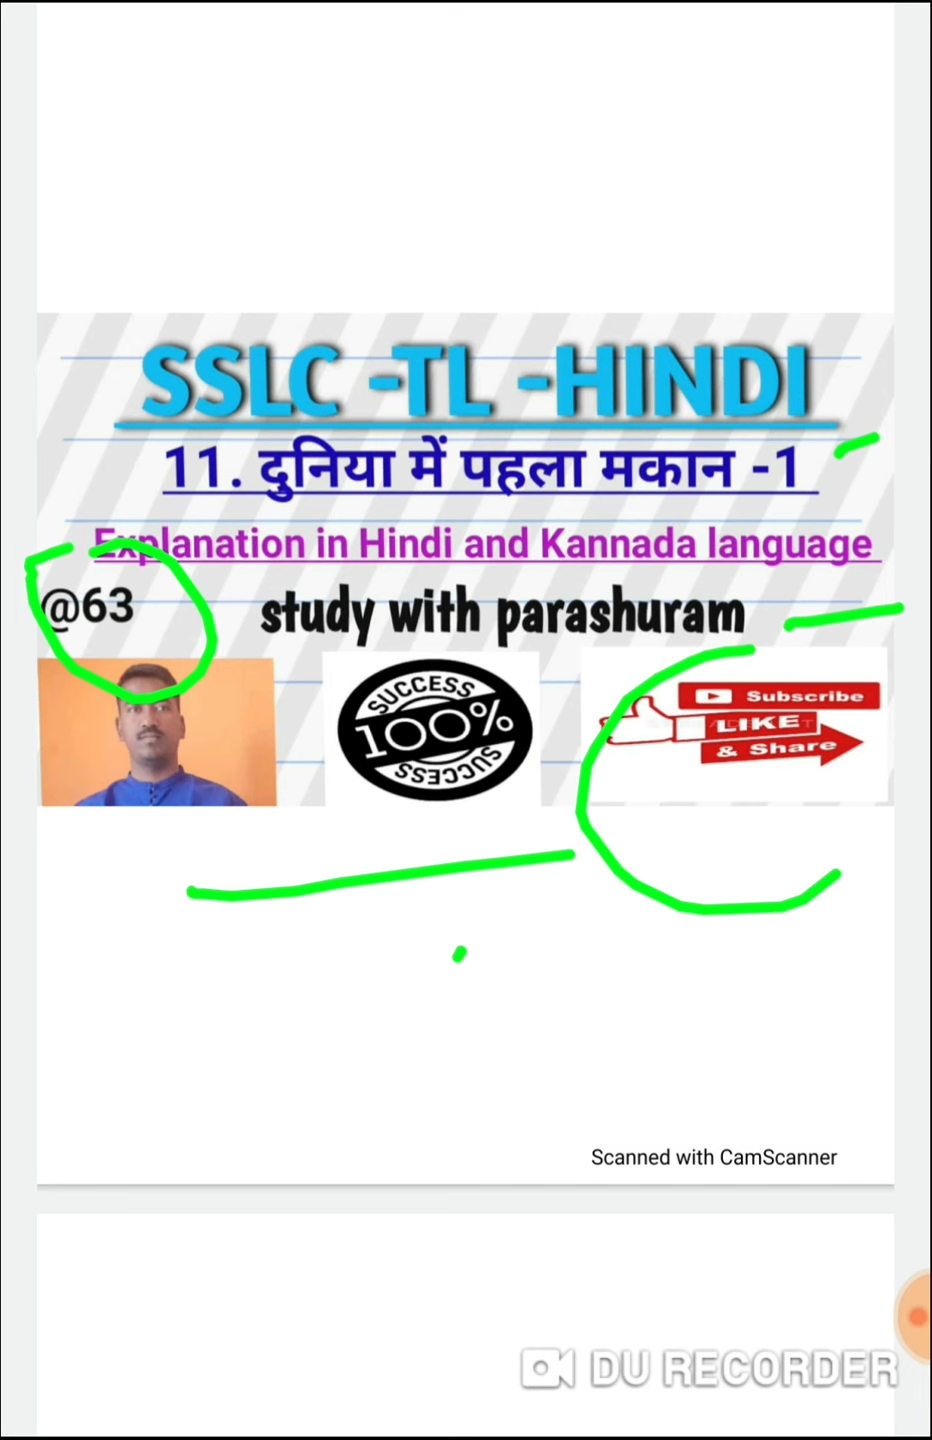 SSLC -TL -HINDI
11. दुनिया में पहला मकान -1
Explanation in Hindi and Kannada language
@63
study with parashuram
SUCCESS
100%
SUCCESS
Subscribe
LIKE
& Share
Scanned with CamScanner
DU RECORDER